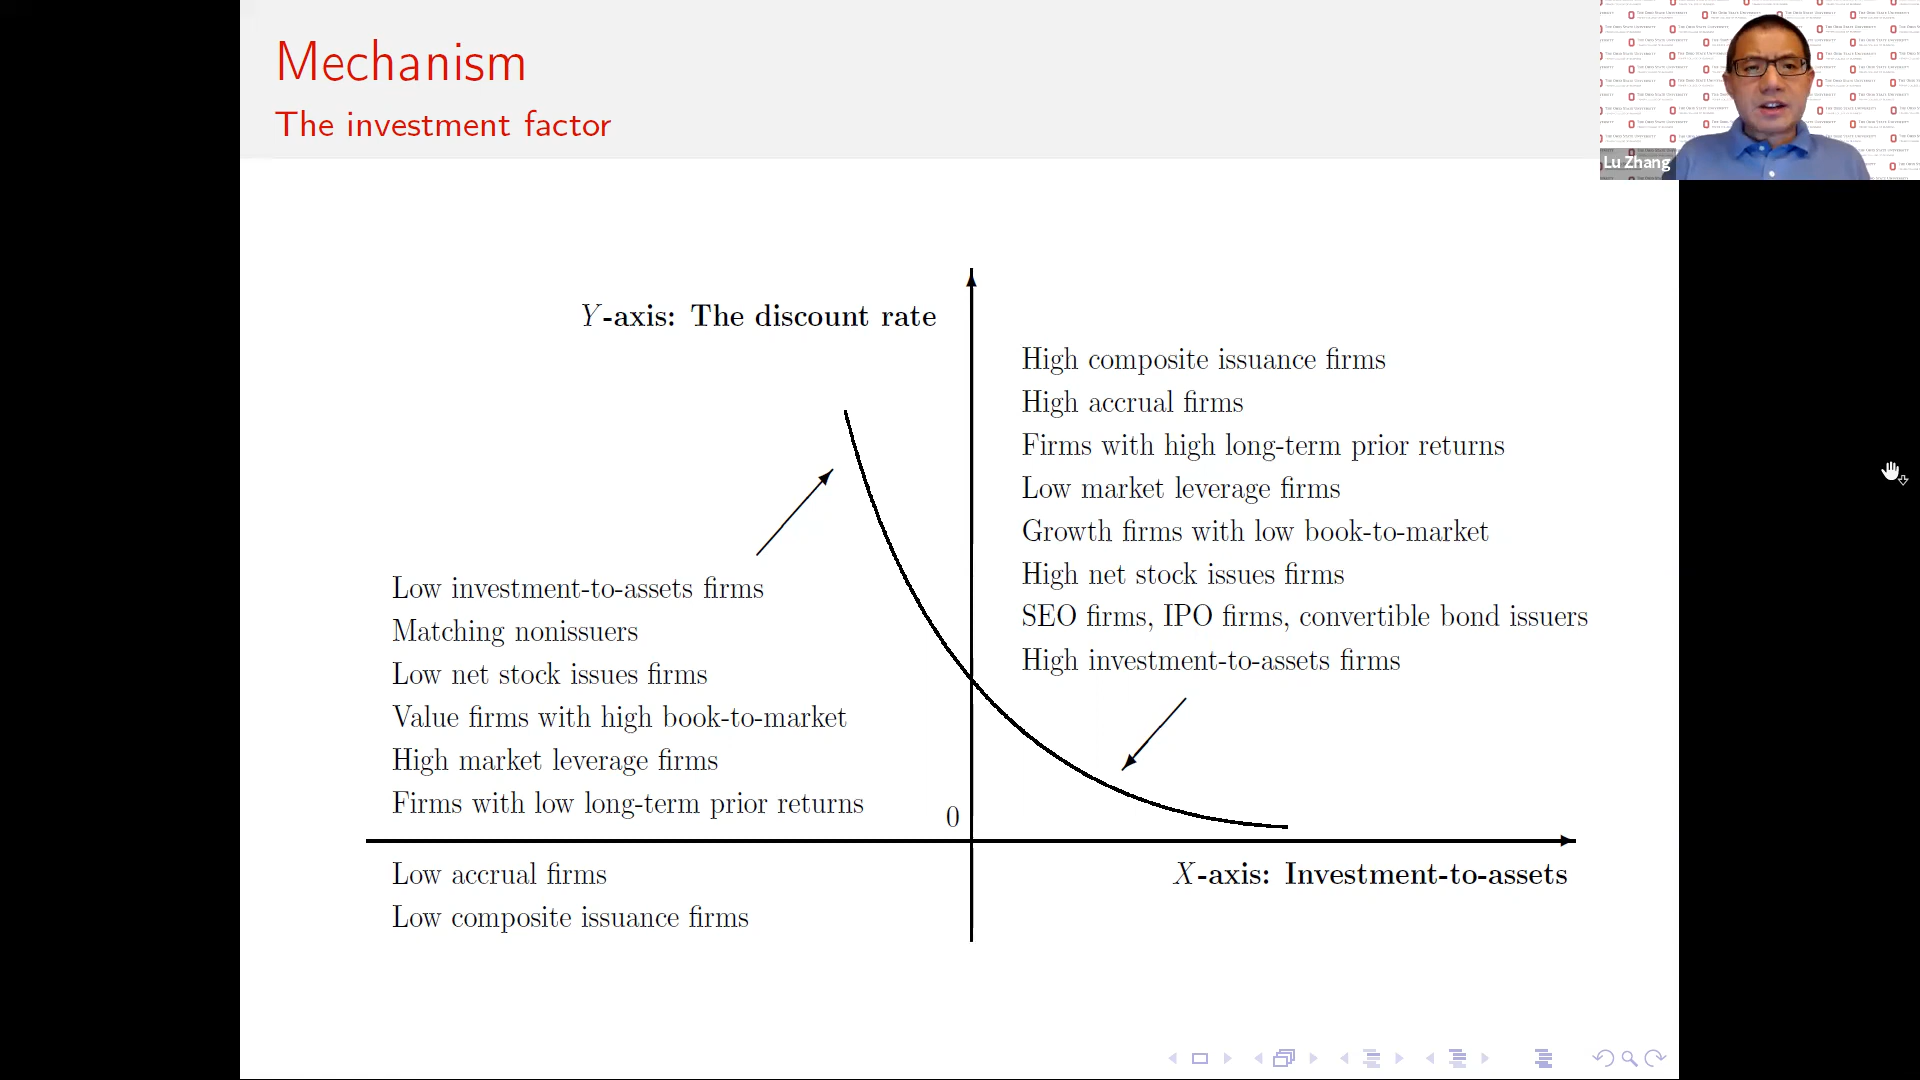 Mechanism
The investment factor
Lu Zhang
Y-axis: The discount rate
High composite issuance firms
High accrual firms
Firms with high long-term prior returns
Low market leverage firms
Growth firms with low book-to-market
High net stock issues firms
SEO firms, IPO firms, convertible bond issuers
High investment-to-assets firms
Low investment-to-assets firms
Matching nonissuers
Low net stock issues firms
Value firms with high book-to-market
High market leverage firms
Firms with low long-term prior returns
0
Low accrual firms
Low composite issuance firms
X-axis: Investment-to-assets